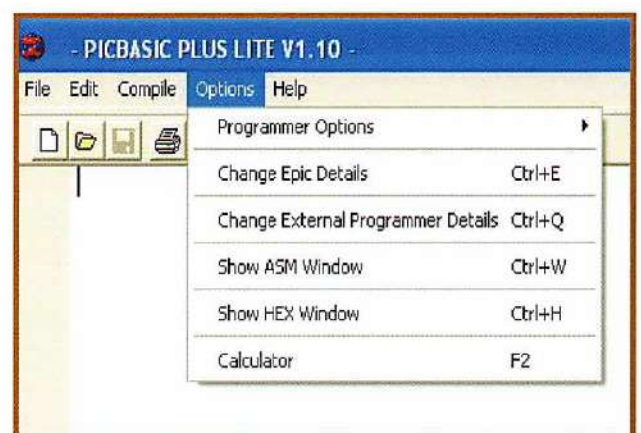 - PICBASIC PLUS LITE V1.10 -
File Edit Compile Options Help
Programmer Options
Change Epic Details Ctrl+E
Change External Programmer Details Ctrl+Q
Show ASM Window Ctrl+W
Show HEX Window Ctrl+H
Calculator F2